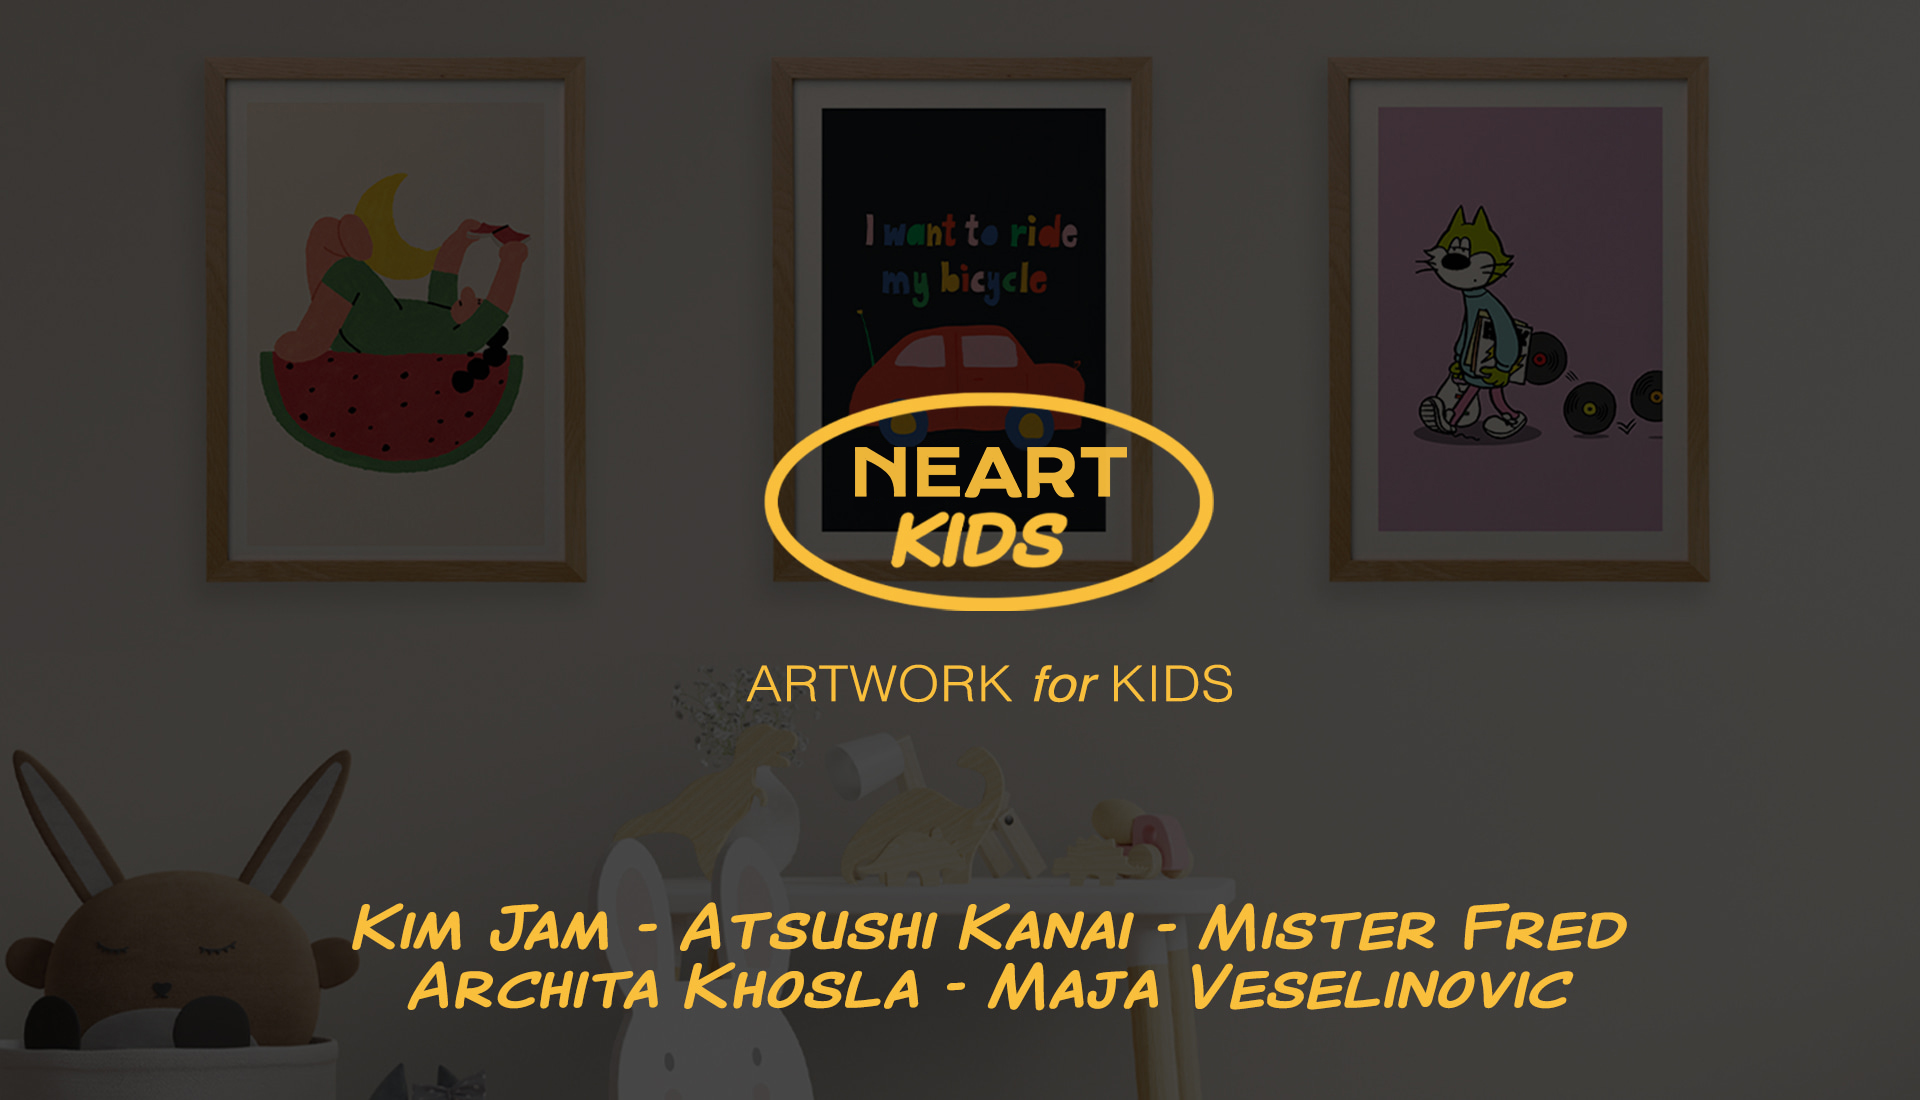 I want to ride
my bicycle
NEART
KIDS
ARTWORK for KIDS
KIM JAM - ATSUSHI KANAI - MISTER FRED
ARCHITA KHOSLA - MAJA VESELINOVIC